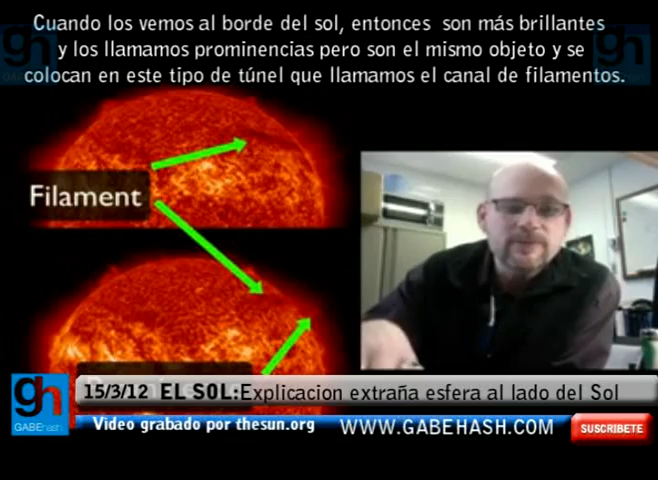 Cuando los vemos al borde del sol, entonces son más brillantes
y los llamamos prominencias pero son el mismo objeto y se
colocan en este tipo de túnel que llamamos el canal de filamentos.
Filament
gh
GABEhash
15/3/12 EL SOL:Explicacion extraña esfera al lado del Sol
Video grabado por thesun.org
WWW.GABEHASH.COM
SUSCRIBETE